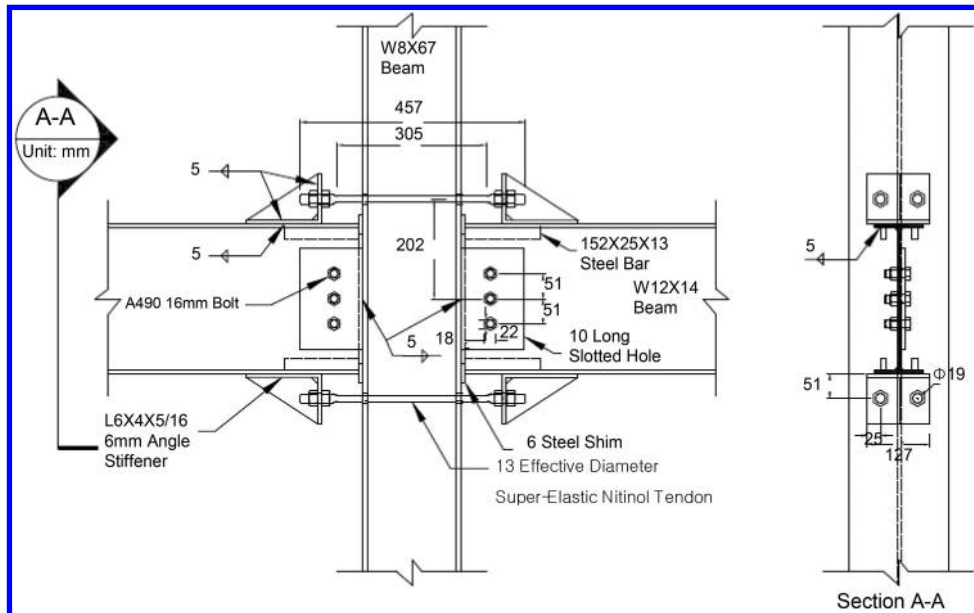 W8X67
Beam
A-A
Unit: mm
457
305
5
202
5
152X25X13
Steel Bar
W12X14
Beam
A490 16mm Bolt
51
51
5
18
22
10 Long
Slotted Hole
L6X4X5/16
6mm Angle
Stiffener
6 Steel Shim
13 Effective Diameter
Super-Elastic Nitinol Tendon
5
51
Φ19
25
127
Section A-A